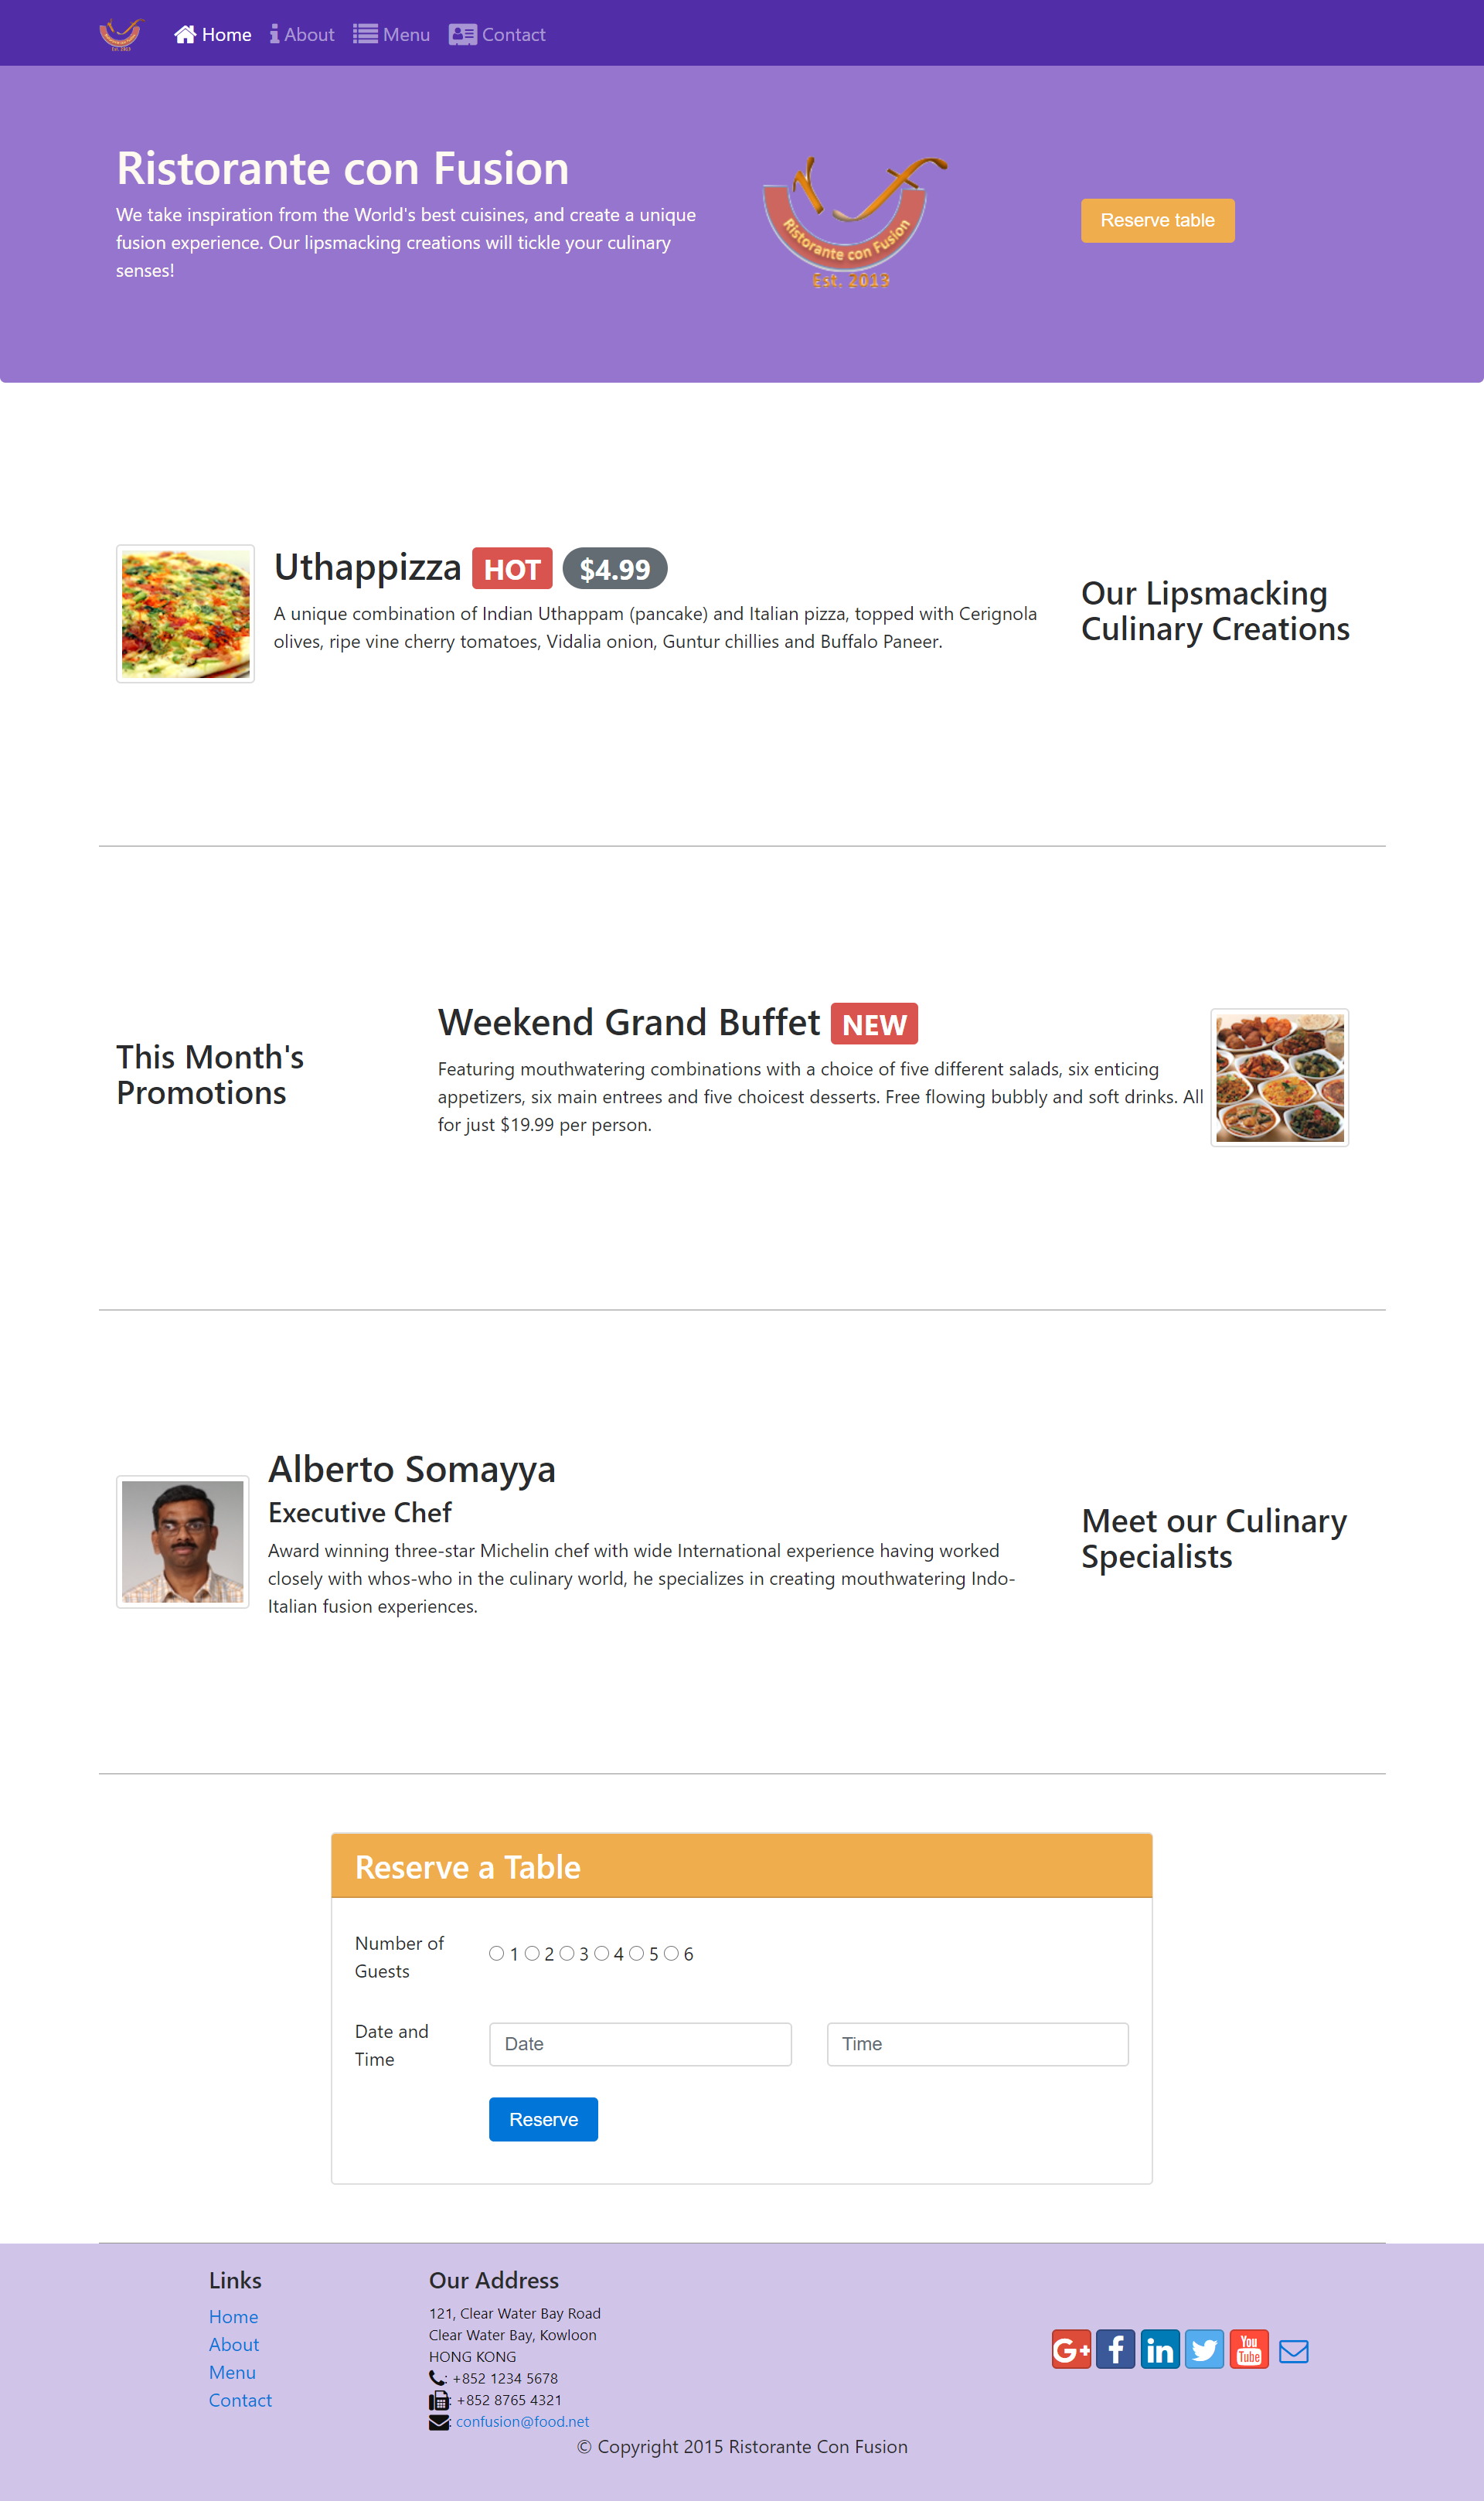 Home About Menu Contact
Ristorante con Fusion
We take inspiration from the World's best cuisines, and create a unique
fusion experience. Our lipsmacking creations will tickle your culinary
senses!
Ristorante con Fusion
Est. 2013
Reserve table
Uthappizza HOT $4.99
A unique combination of Indian Uthappam (pancake) and Italian pizza, topped with Cerignola
olives, ripe vine cherry tomatoes, Vidalia onion, Guntur chillies and Buffalo Paneer.
Our Lipsmacking
Culinary Creations
This Month's
Promotions
Weekend Grand Buffet NEW
Featuring mouthwatering combinations with a choice of five different salads, six enticing
appetizers, six main entrees and five choicest desserts. Free flowing bubbly and soft drinks. All
for just $19.99 per person.
Alberto Somayya
Executive Chef
Award winning three-star Michelin chef with wide International experience having worked
closely with whos-who in the culinary world, he specializes in creating mouthwatering Indo-
Italian fusion experiences.
Meet our Culinary
Specialists
Reserve a Table
Number of
Guests
1 2 3 4 5 6
Date and
Time
Date
Time
Reserve
Links
Home
About
Menu
Contact
Our Address
121, Clear Water Bay Road
Clear Water Bay, Kowloon
HONG KONG
: +852 1234 5678
: +852 8765 4321
: confusion@food.net
G+ f in You Tube
© Copyright 2015 Ristorante Con Fusion